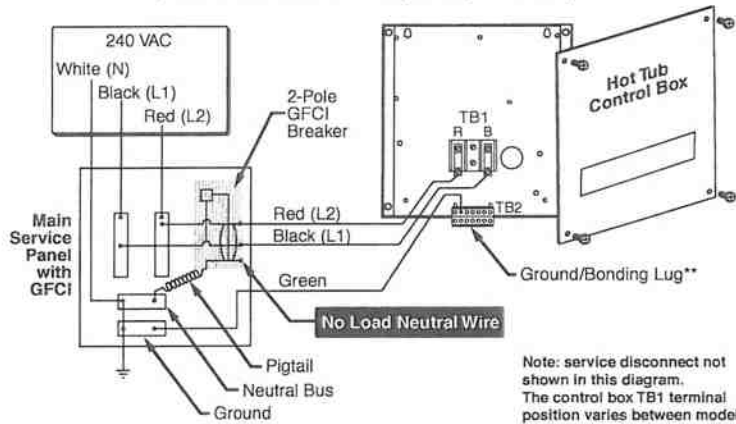 240 VAC
White (N)
Black (L1)
Red (L2)
2-Pole
GFCI
Breaker
TB1
R B
Hot Tub
Control Box
Main
Service
Panel
with
GFCI
Red (L2)
Black (L1)
TB2
Green
Ground/Bonding Lug**
No Load Neutral Wire
Pigtail
Neutral Bus
Ground
Note: service disconnect not
shown in this diagram.
The control box TB1 terminal
position varies between model